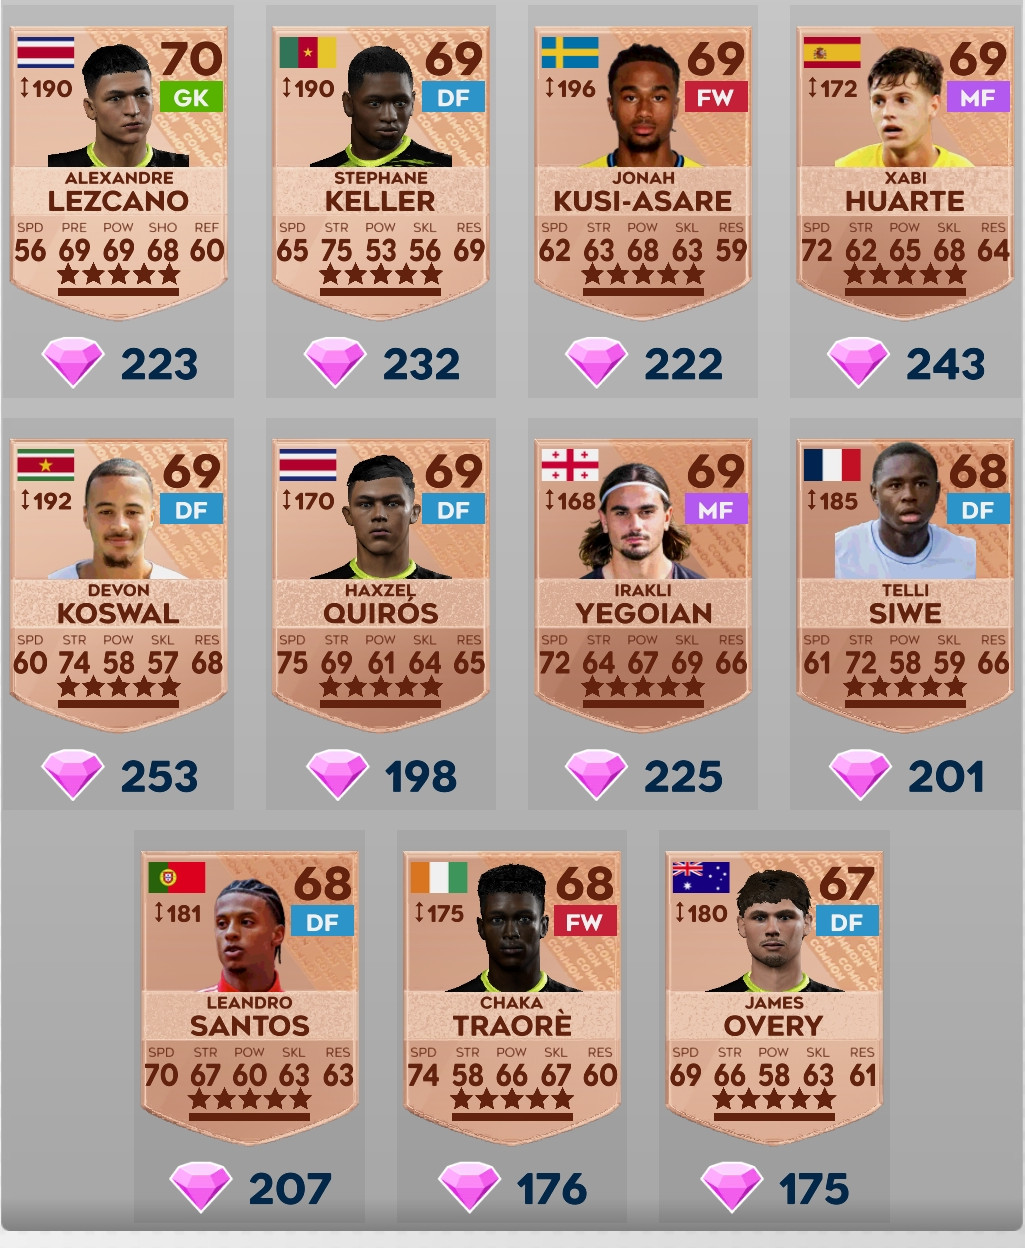 70
↕190
GK
ALEXANDRE
LEZCANO
SPD PRE POW SHO REF
56 69 69 68 60
223
69
↕190
DF
STEPHANE
KELLER
SPD STR POW SKL RES
65 75 53 56 69
232
69
↕196
FW
JONAH
KUSI-ASARE
SPD STR POW SKL RES
62 63 68 63 59
222
69
↕172
MF
XABI
HUARTE
SPD STR POW SKL RES
72 62 65 68 64
243
69
↕192
DF
DEVON
KOSWAL
SPD STR POW SKL RES
60 74 58 57 68
253
69
↕170
DF
HAXZEL
QUIRÓS
SPD STR POW SKL RES
75 69 61 64 65
198
69
↕168
MF
IRAKLI
YEGOIAN
SPD STR POW SKL RES
72 64 67 69 66
225
68
↕185
DF
TELLI
SIWE
SPD STR POW SKL RES
61 72 58 59 66
201
68
↕181
DF
LEANDRO
SANTOS
SPD STR POW SKL RES
70 67 60 63 63
207
68
↕175
FW
CHAKA
TRAORÈ
SPD STR POW SKL RES
74 58 66 67 60
176
67
↕180
DF
JAMES
OVERY
SPD STR POW SKL RES
69 66 58 63 61
175